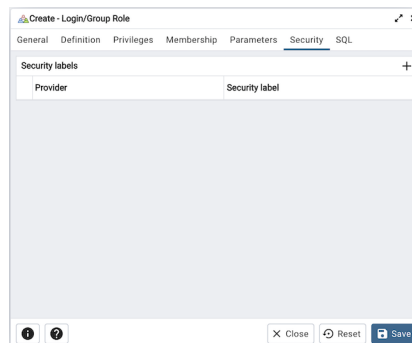 Create - Login/Group Role
General Definition Privileges Membership Parameters Security SQL
Security labels
Provider Security label
Close Reset Save